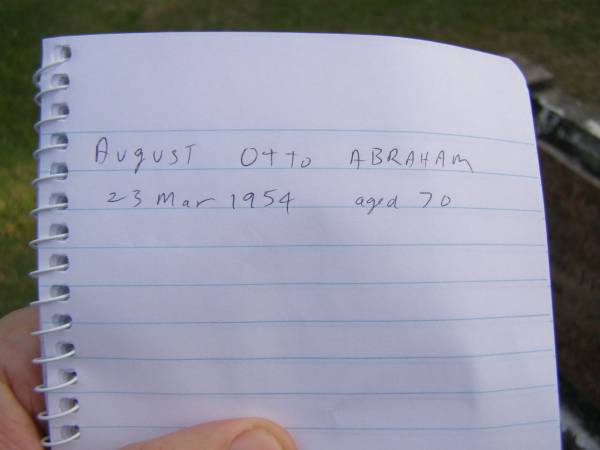 August Otto ABRAHAM
23 Mar 1954 aged 70